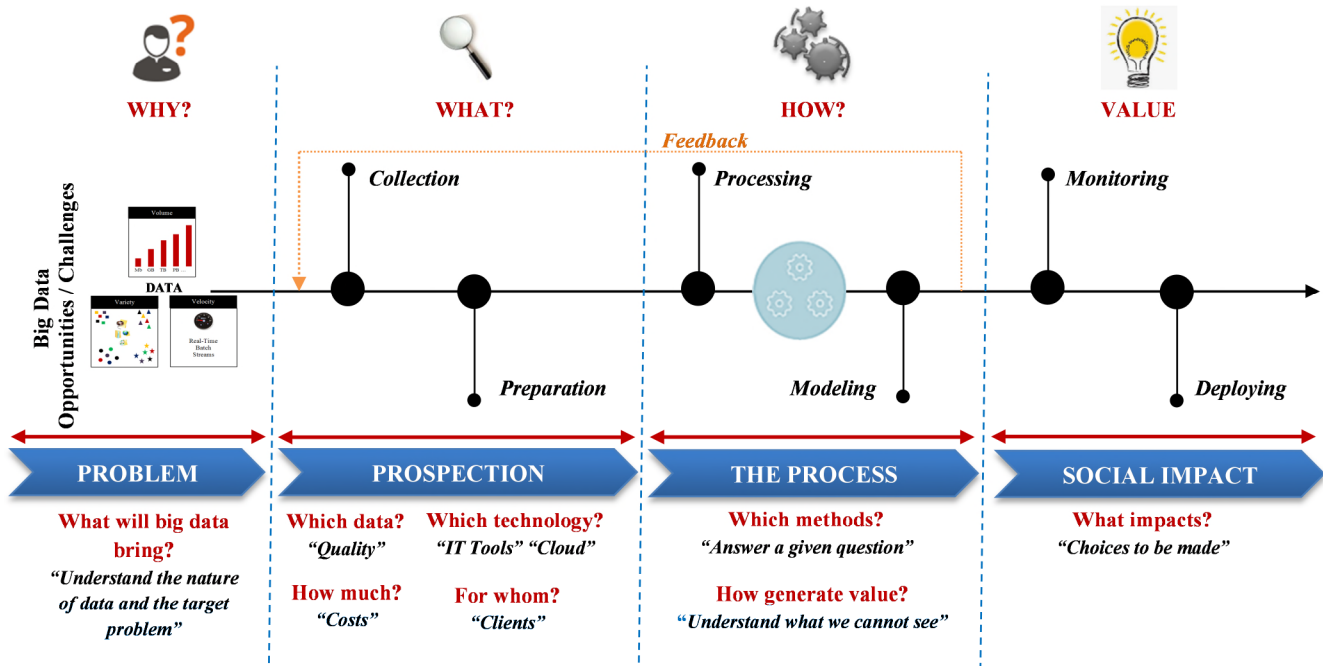 WHY?
WHAT?
HOW?
VALUE
Feedback
Collection
Processing
Monitoring
Big Data
Opportunities / Challenges
Volume
Mb GB TB PB ...
DATA
Variety
Velocity
Real-Time
Batch
Streams
Preparation
Modeling
Deploying
PROBLEM
PROSPECTION
THE PROCESS
SOCIAL IMPACT
What will big data
bring?
“Understand the nature
of data and the target
problem”
Which data?
“Quality”
How much?
“Costs”
Which technology?
“IT Tools” “Cloud”
For whom?
“Clients”
Which methods?
“Answer a given question”
How generate value?
“Understand what we cannot see”
What impacts?
“Choices to be made”